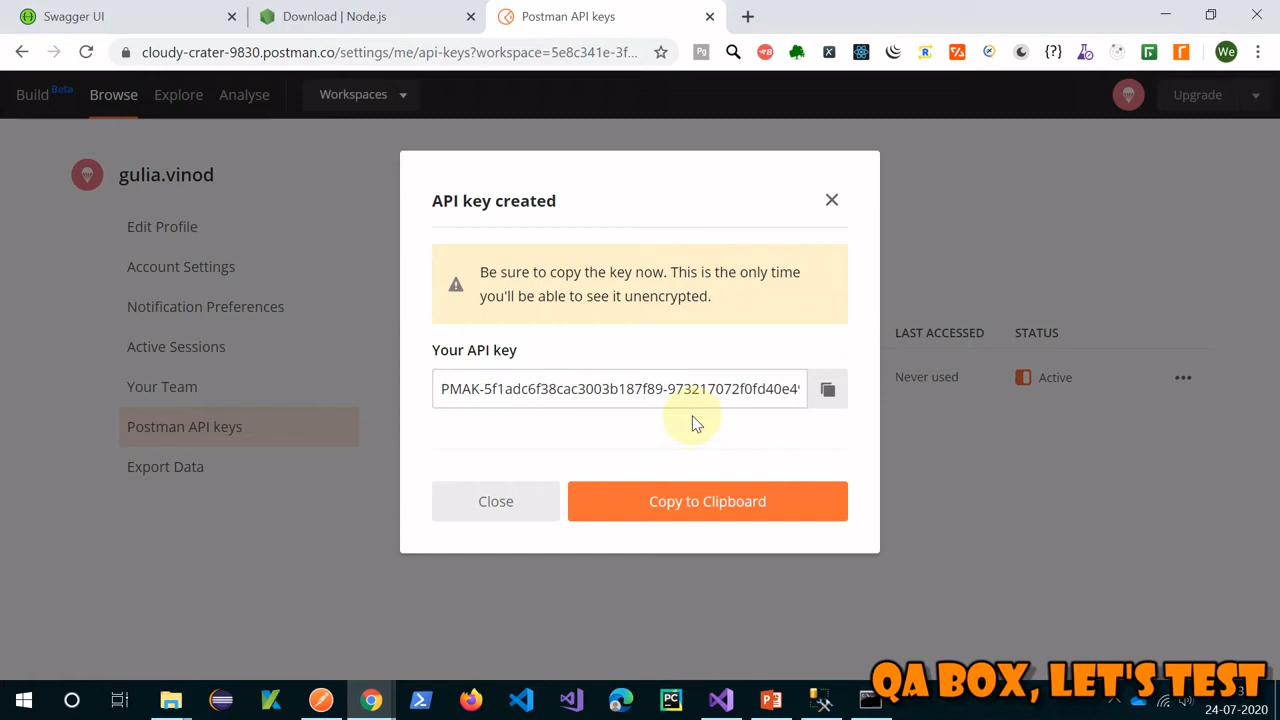 Swagger UI
Download | Node.js
Postman API keys
cloudy-crater-9830.postman.co/settings/me/api-keys?workspace=5e8c341e-3f...
Pg
We
Build Beta
Browse
Explore
Analyse
Workspaces
Upgrade
gulia.vinod
Edit Profile
Account Settings
Notification Preferences
Active Sessions
Your Team
Postman API keys
Export Data
API key created
Be sure to copy the key now. This is the only time
you'll be able to see it unencrypted.
Your API key
PMAK-5f1adc6f38cac3003b187f89-973217072f0fd40e4
Close
Copy to Clipboard
LAST ACCESSED
STATUS
Never used
Active
QA BOX, LET'S TEST
24-07-2020